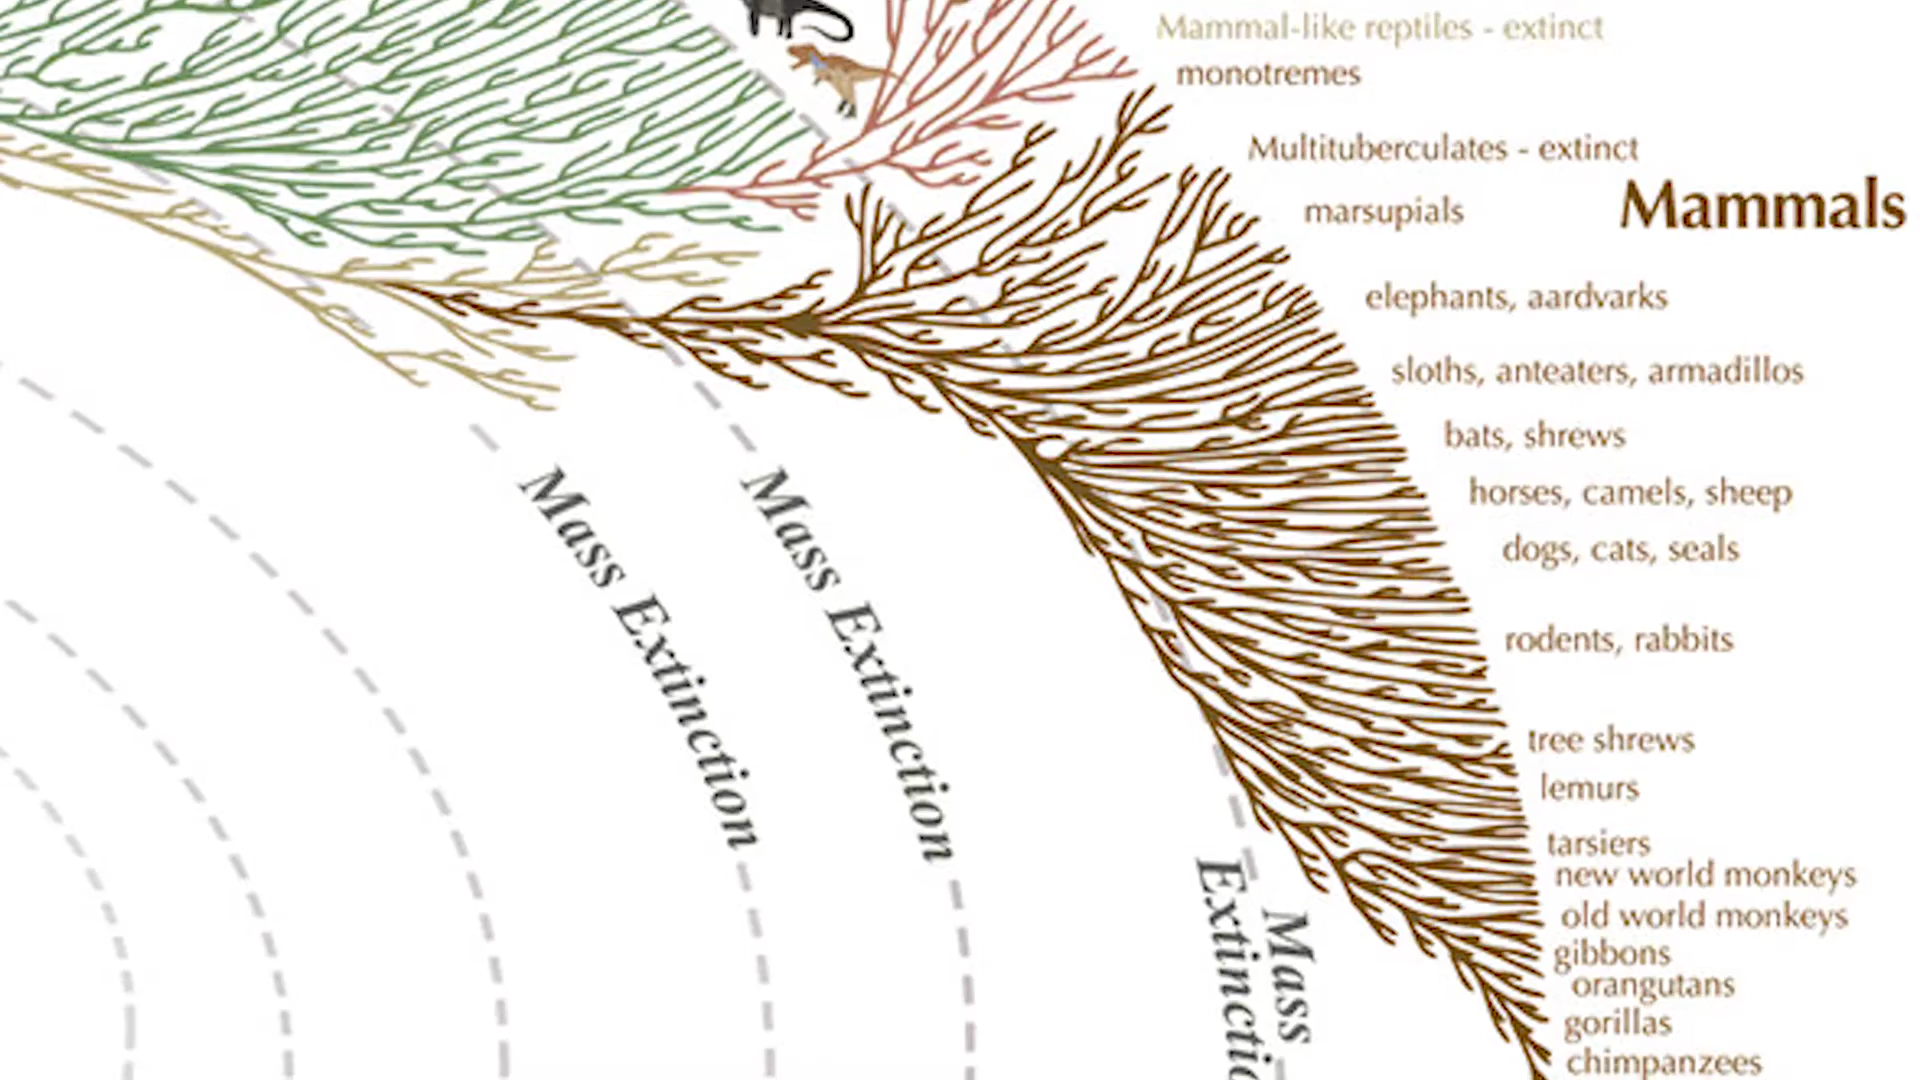 Mammal-like reptiles - extinct
monotremes
Multituberculates - extinct
marsupials
Mammals
elephants, aardvarks
sloths, anteaters, armadillos
bats, shrews
horses, camels, sheep
dogs, cats, seals
rodents, rabbits
tree shrews
lemurs
tarsiers
new world monkeys
old world monkeys
gibbons
orangutans
gorillas
chimpanzees
Mass Extinction
Mass Extinction
Mass